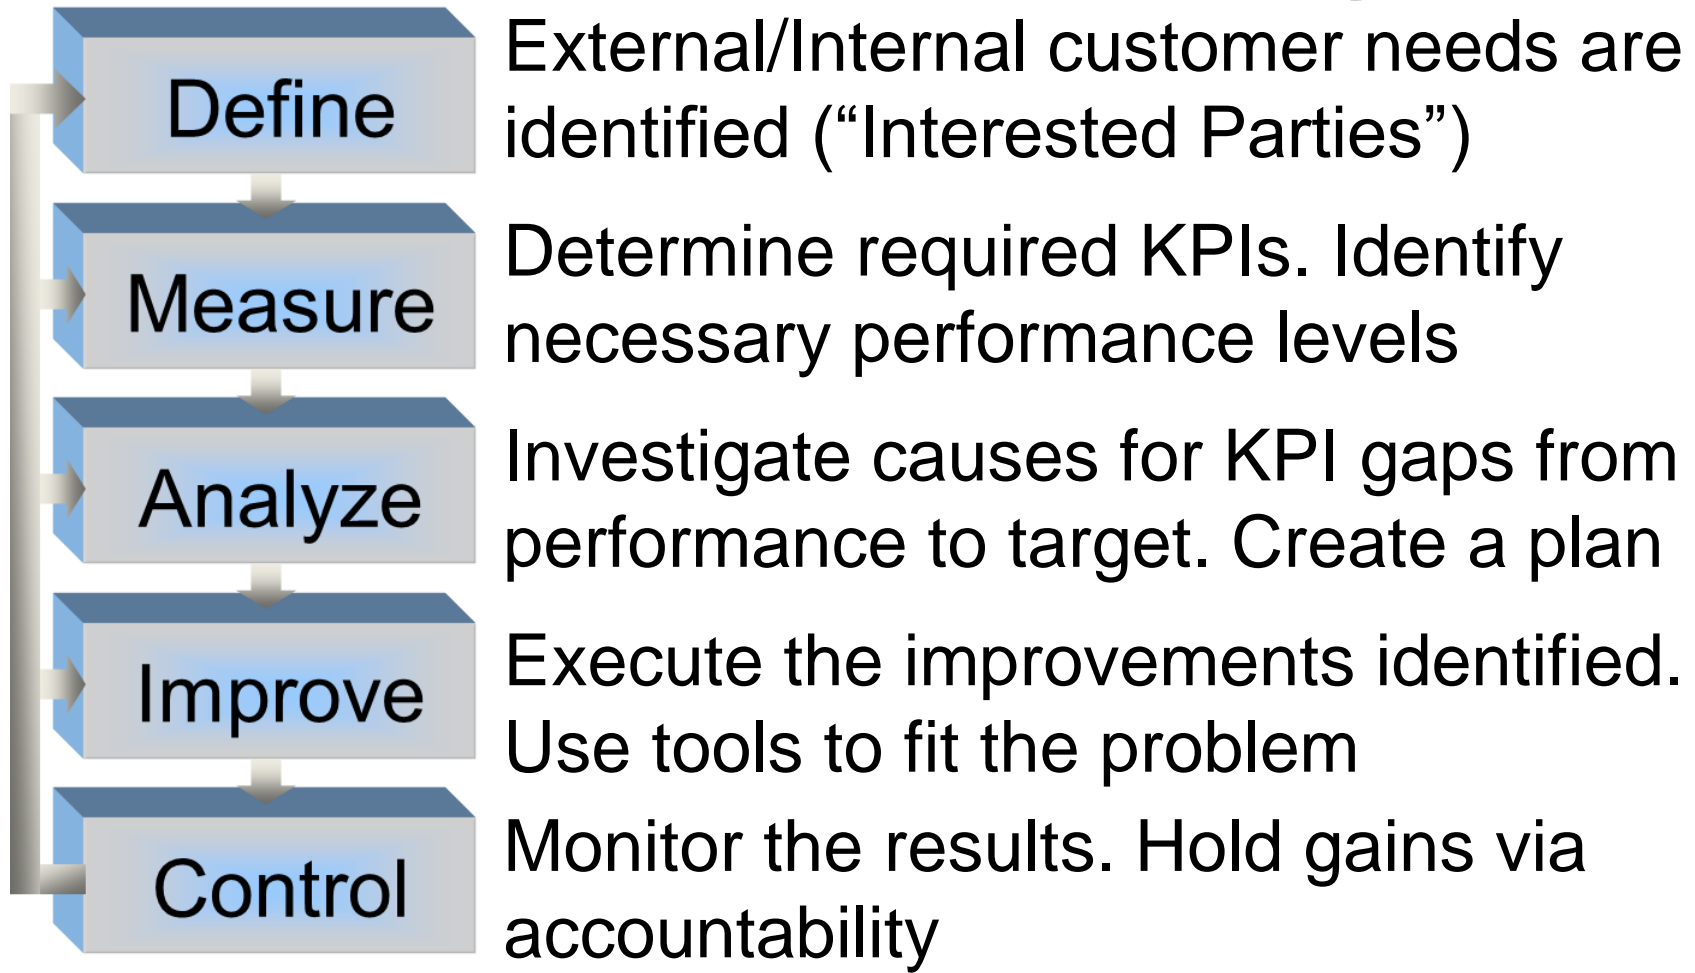 Define
External/Internal customer needs are
identified (“Interested Parties”)
Measure
Determine required KPIs. Identify
necessary performance levels
Analyze
Investigate causes for KPI gaps from
performance to target. Create a plan
Improve
Execute the improvements identified.
Use tools to fit the problem
Control
Monitor the results. Hold gains via
accountability